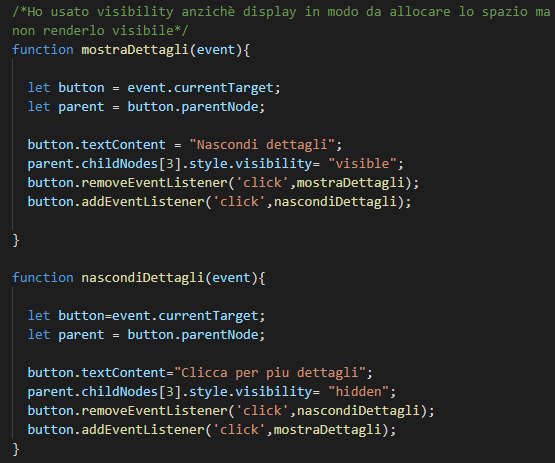 /*Ho usato visibility anzichè display in modo da allocare lo spazio ma
non renderlo visibile*/
function mostraDettagli(event){
let button = event.currentTarget;
let parent = button.parentNode;
button.textContent = "Nascondi dettagli";
parent.childNodes[3].style.visibility= "visible";
button.removeEventListener('click',mostraDettagli);
button.addEventListener('click',nascondiDettagli);
}
function nascondiDettagli(event){
let button=event.currentTarget;
let parent = button.parentNode;
button.textContent="Clicca per piu dettagli";
parent.childNodes[3].style.visibility= "hidden";
button.removeEventListener('click',nascondiDettagli);
button.addEventListener('click',mostraDettagli);
}